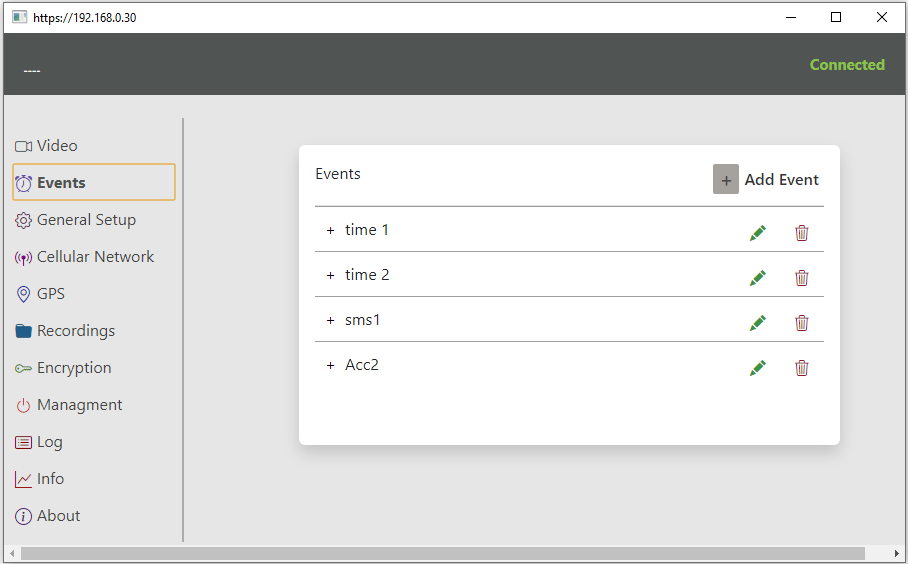 https://192.168.0.30
----
Connected
Video
Events
General Setup
Cellular Network
GPS
Recordings
Encryption
Managment
Log
Info
About
Events
+ Add Event
+ time 1
+ time 2
+ sms1
+ Acc2